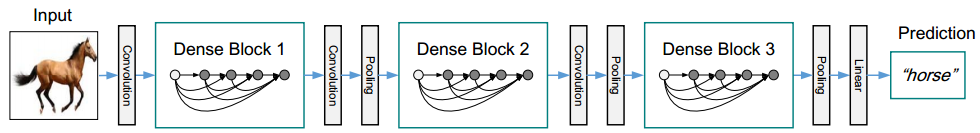 Input
Convolution
Dense Block 1
Convolution
Pooling
Dense Block 2
Convolution
Pooling
Dense Block 3
Pooling
Linear
Prediction
“horse”